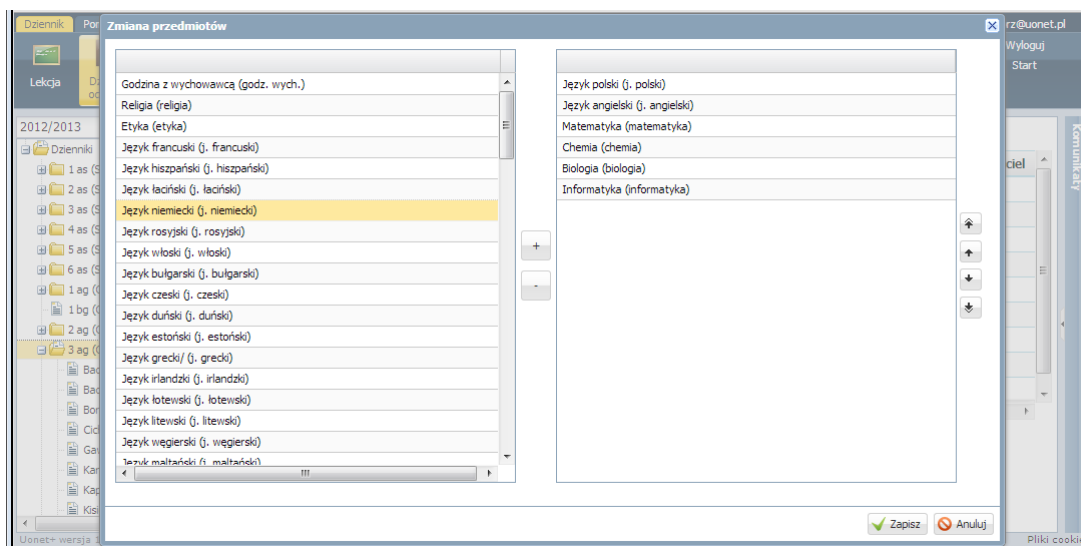 Dziennik
Zmiana przedmiotów
rz@uonet.pl
Wyloguj
Start
Lekcja
2012/2013
Dzienniki
1 as (S
2 as (S
3 as (S
4 as (S
5 as (S
6 as (S
1 ag (
1 bg (
2 ag (
3 ag (
Godzina z wychowawcą (godz. wych.)
Religia (religia)
Etyka (etyka)
Język francuski (j. francuski)
Język hiszpański (j. hiszpański)
Język łaciński (j. łaciński)
Język niemiecki (j. niemiecki)
Język rosyjski (j. rosyjski)
Język włoski (j. włoski)
Język bułgarski (j. bułgarski)
Język czeski (j. czeski)
Język duński (j. duński)
Język estoński (j. estoński)
Język grecki/ (j. grecki)
Język irlandzki (j. irlandzki)
Język łotewski (j. łotewski)
Język litewski (j. litewski)
Język węgierski (j. węgierski)
Język maltański (j. maltański)
+
-
Język polski (j. polski)
Język angielski (j. angielski)
Matematyka (matematyka)
Chemia (chemia)
Biologia (biologia)
Informatyka (informatyka)
ciel
Komunikaty
Zapisz
Anuluj
Uonet+ wersja 1
Pliki cookie